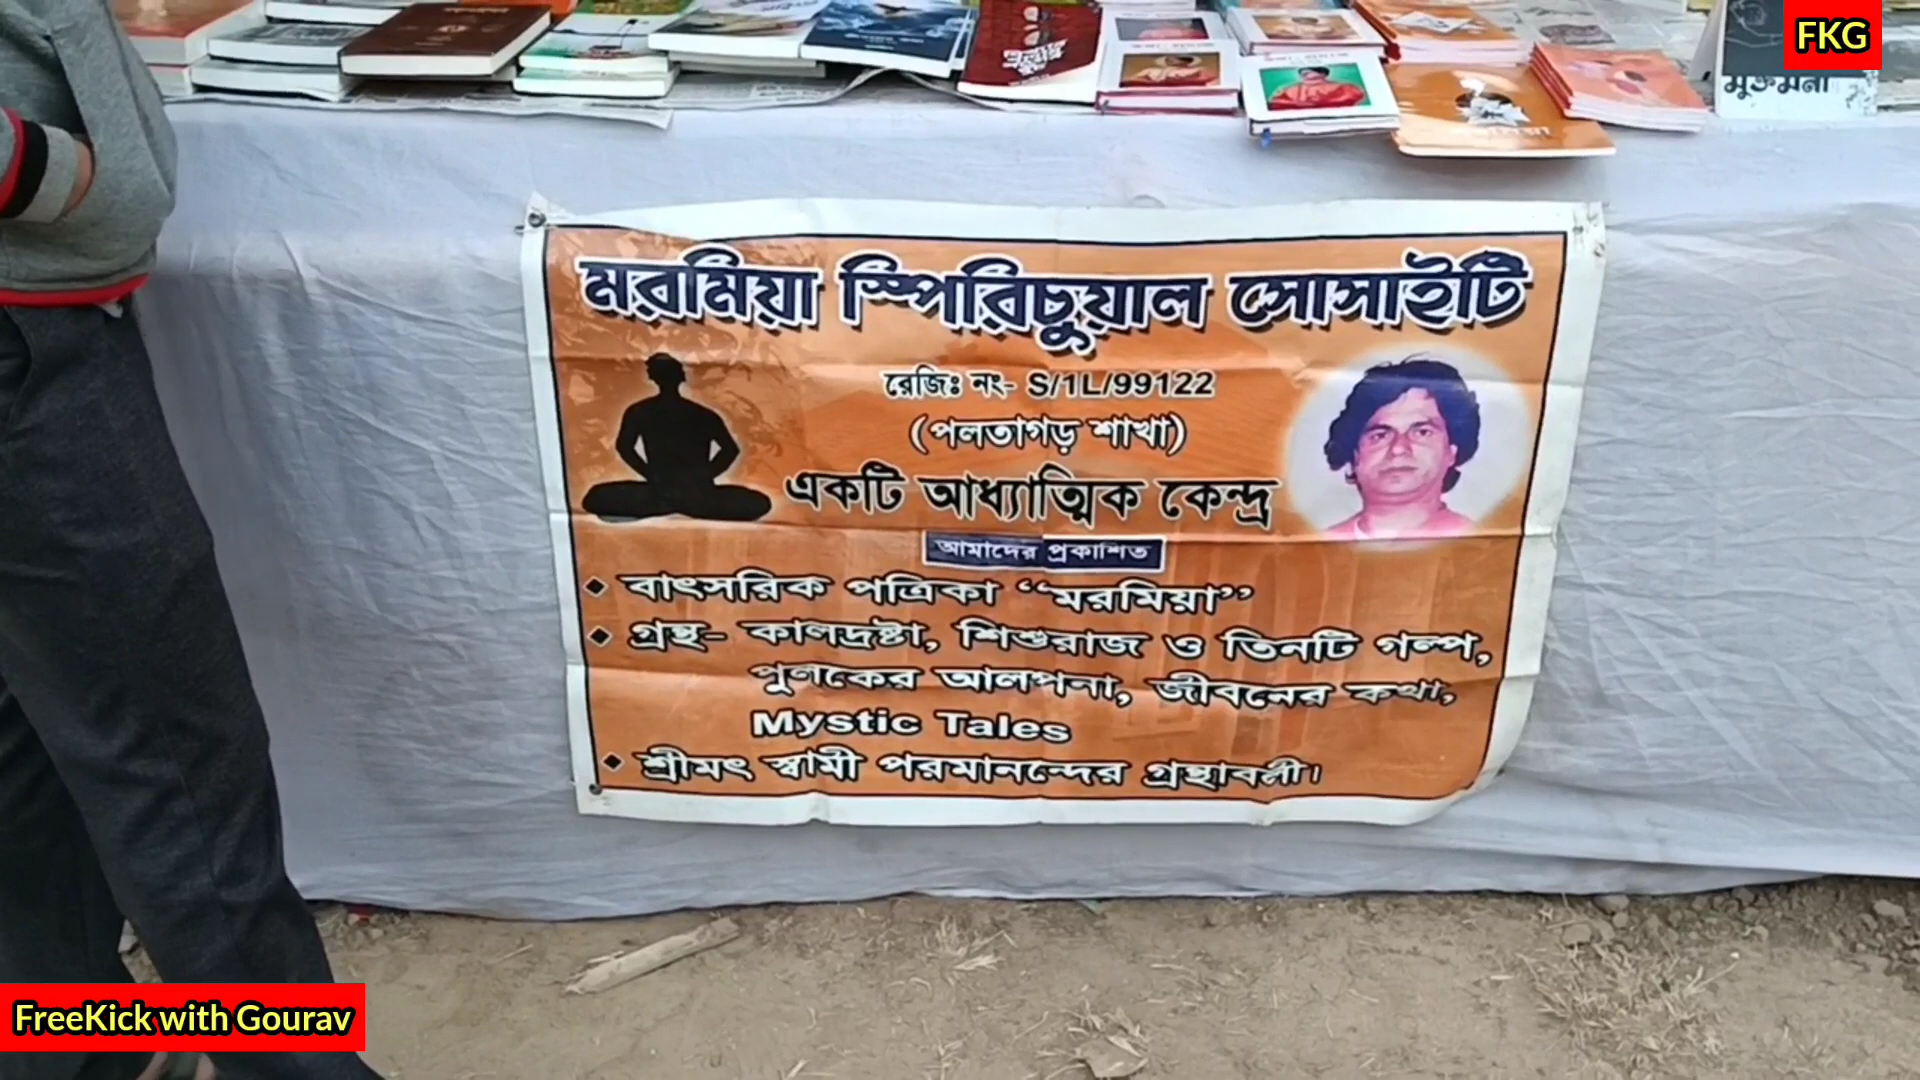 FKG
মুক্তমনা
মরমিয়া স্পিরিচুয়াল সোসাইটি
রেজিঃ নং- S/1L/99122
(পলতাগড় শাখা)
একটি আধ্যাত্মিক কেন্দ্র
আমাদের প্রকাশিত
◆ বাৎসরিক পত্রিকা “মরমিয়া”
◆ গ্রন্থ- কালদ্রষ্টা, শিশুরাজ ও তিনটি গল্প,
পুলকের আলপনা, জীবনের কথা,
Mystic Tales
◆ শ্রীমৎ স্বামী পরমানন্দের গ্রন্থাবলী।
FreeKick with Gourav